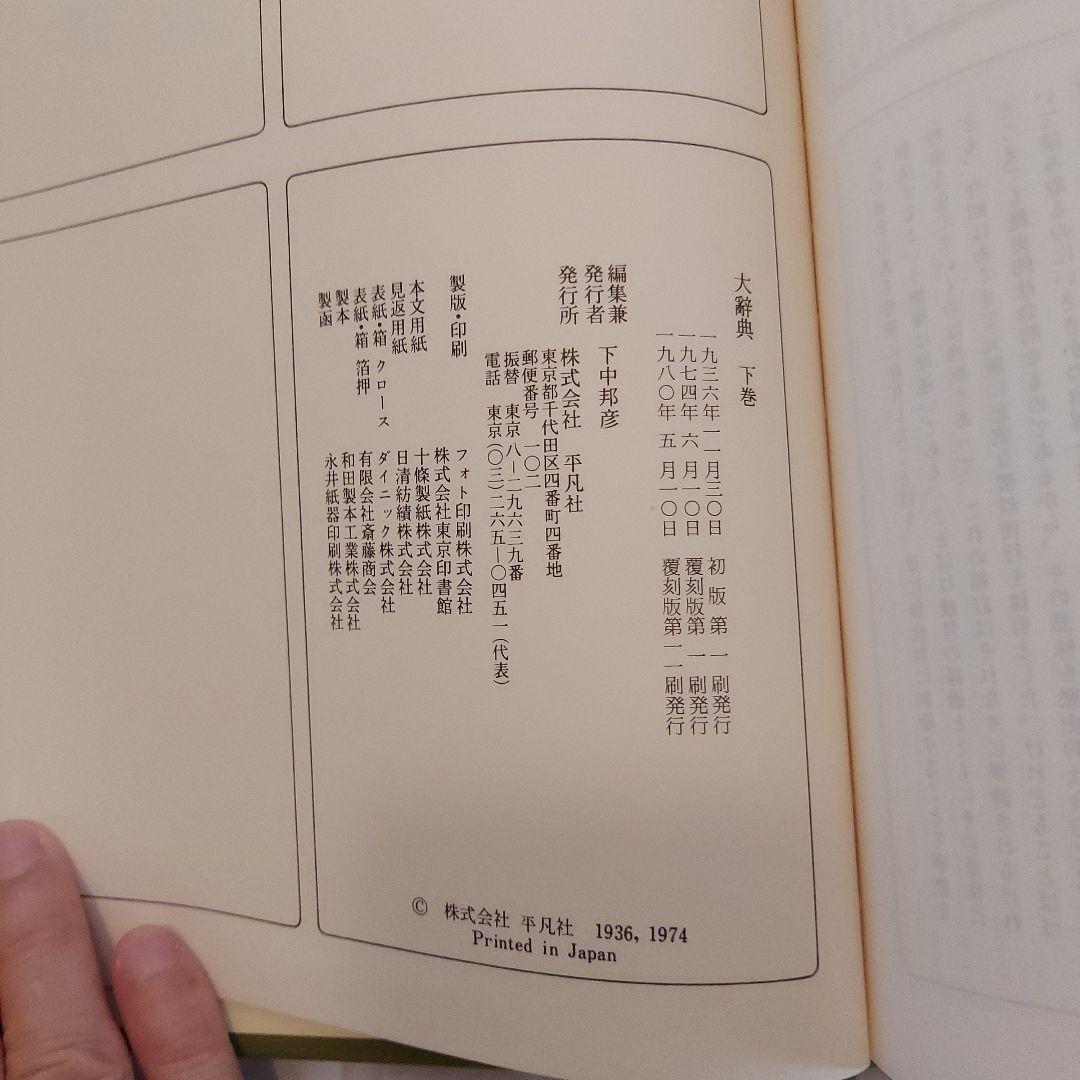 大辭典　下巻
一九三六年一一月三〇日　初版第一刷発行
一九七四年 六月一〇日　覆刻版第一刷発行
一九八〇年 五月一〇日　覆刻版第一一刷発行
編集兼発行者　下中邦彦
発行所　株式会社　平凡社
東京都千代田区四番町四番地
郵便番号　一〇二
振替　東京八―二九六三九番
電話　東京(〇三)二六五―〇四五一(代表)
製版・印刷　フォト印刷株式会社
株式会社東京印書館
本文用紙　十條製紙株式会社
見返用紙　日清紡績株式会社
表紙・箱 クロース　ダイニック株式会社
表紙・箱 箔押　有限会社斎藤商会
製本　和田製本工業株式会社
製函　永井紙器印刷株式会社
© 株式会社 平凡社　1936, 1974
Printed in Japan